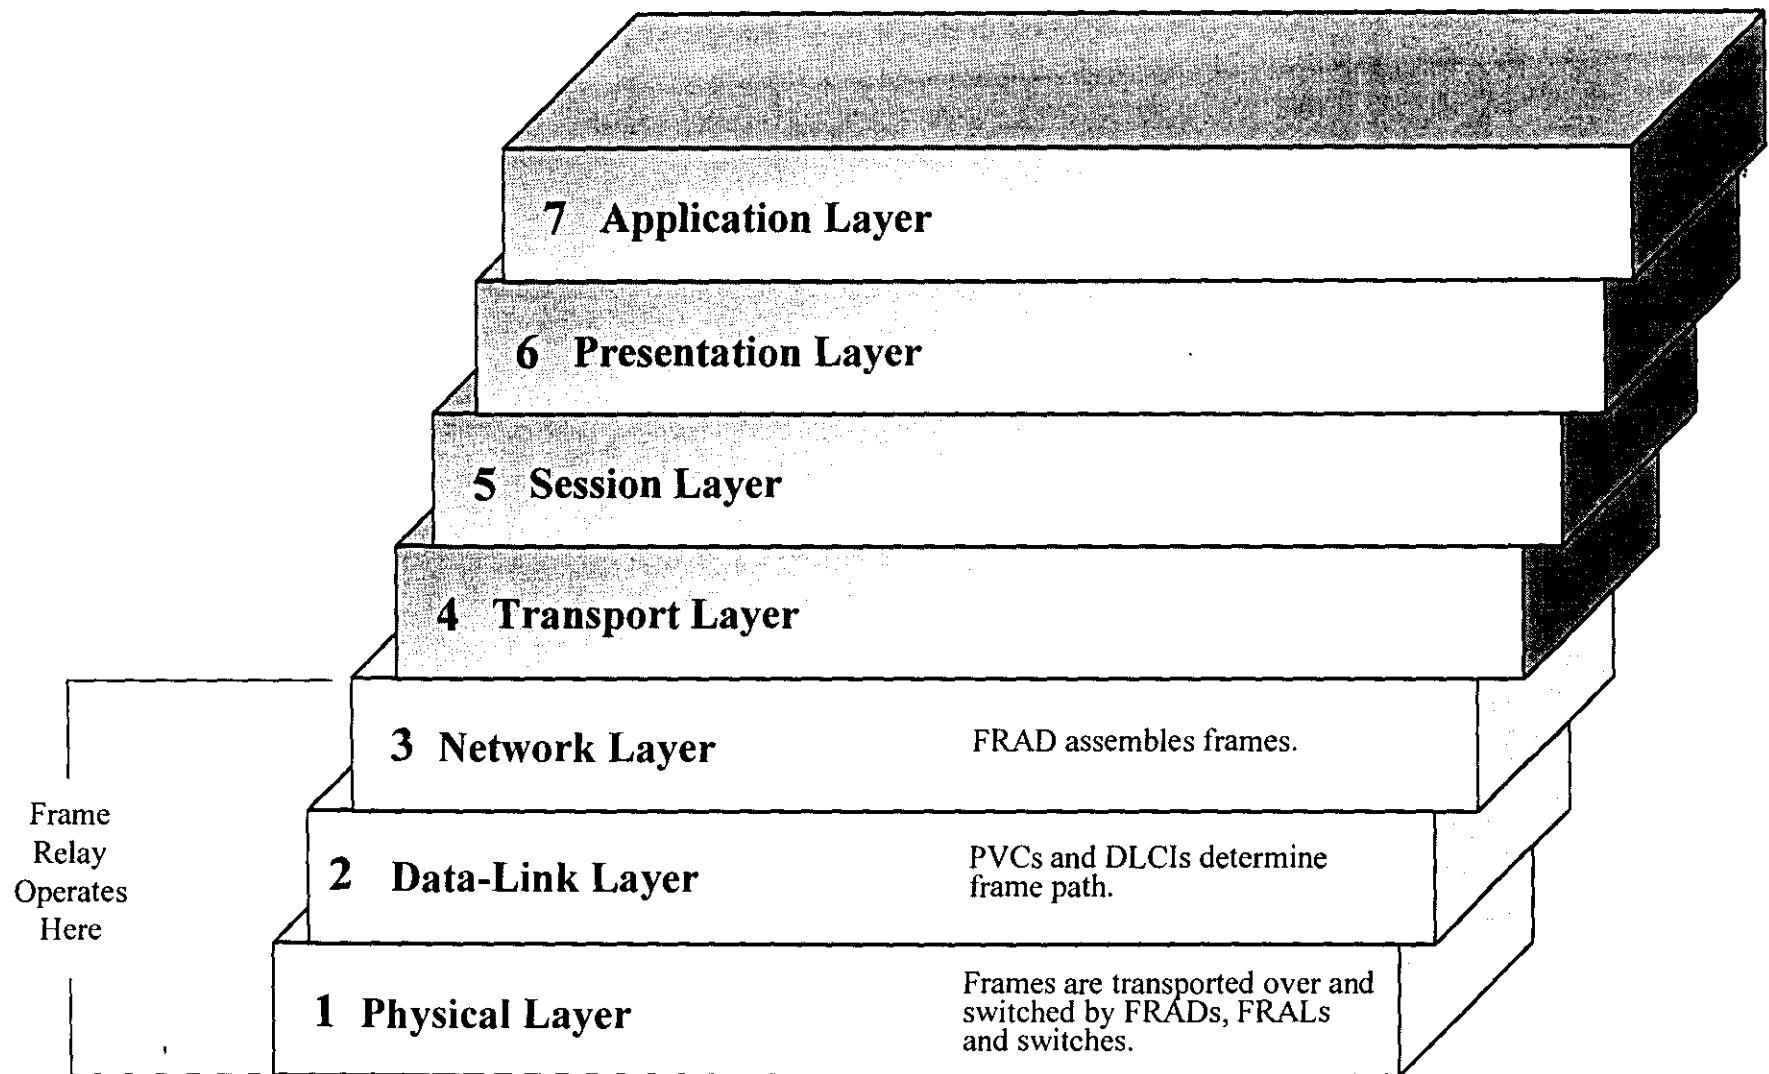 7 Application Layer
6 Presentation Layer
5 Session Layer
4 Transport Layer
3 Network Layer
FRAD assembles frames.
Frame
Relay
Operates
Here
2 Data-Link Layer
PVCs and DLCIs determine
frame path.
1 Physical Layer
Frames are transported over and
switched by FRADs, FRALs
and switches.